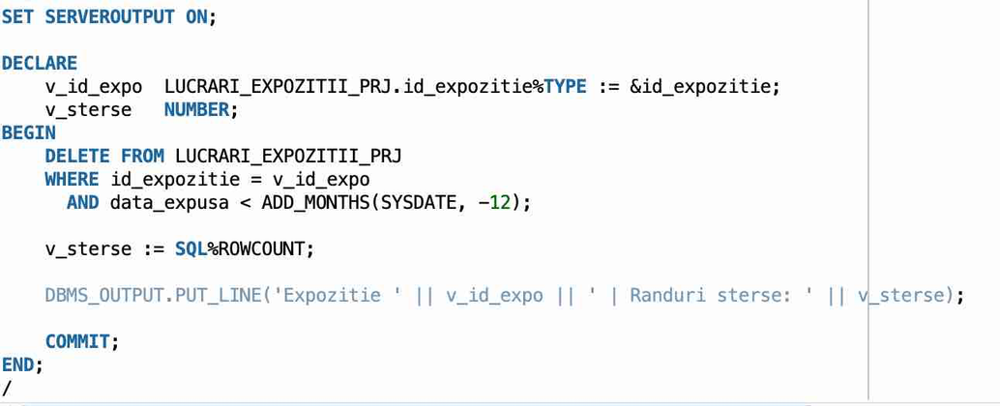 SET SERVEROUTPUT ON;
DECLARE
v_id_expo LUCRARI_EXPOZITII_PRJ.id_expozitie%TYPE := &id_expozitie;
v_sterse NUMBER;
BEGIN
DELETE FROM LUCRARI_EXPOZITII_PRJ
WHERE id_expozitie = v_id_expo
AND data_expusa < ADD_MONTHS(SYSDATE, -12);
v_sterse := SQL%ROWCOUNT;
DBMS_OUTPUT.PUT_LINE('Expozitie ' || v_id_expo || ' | Randuri sterse: ' || v_sterse);
COMMIT;
END;
/